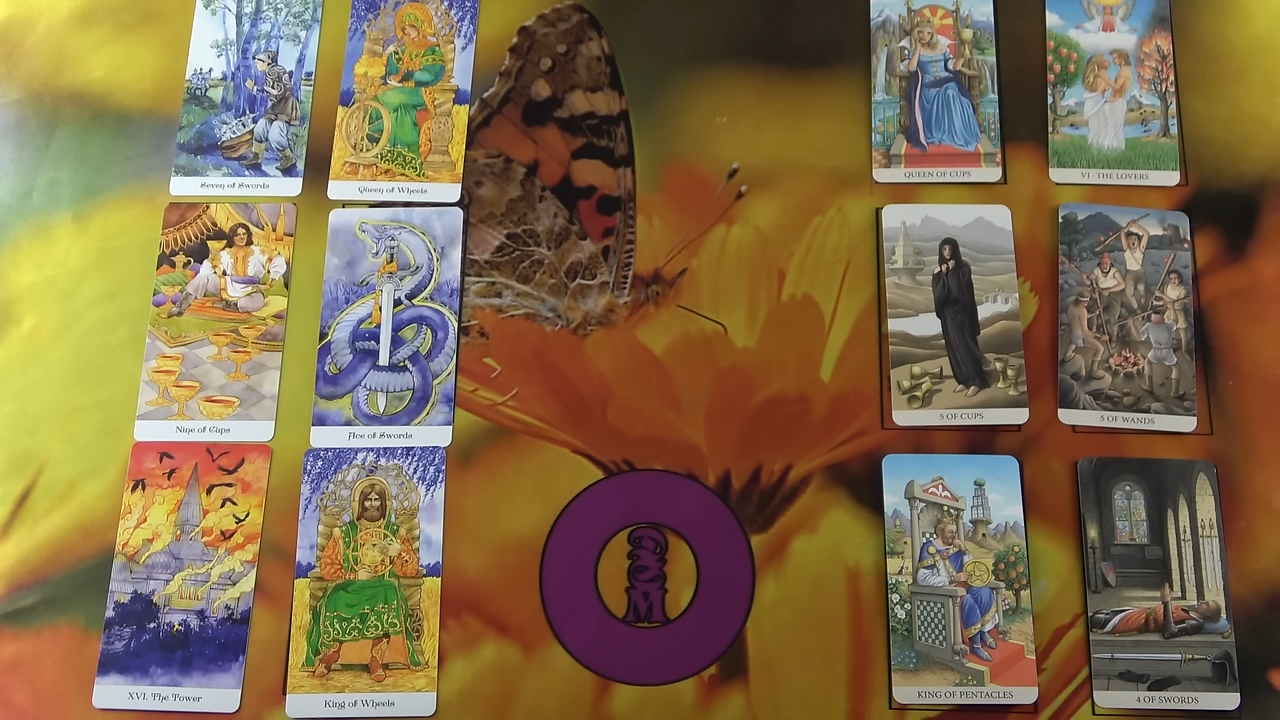 Seven of Swords
Queen of Wheels
QUEEN OF CUPS
VI · THE LOVERS
Nine of Cups
Ace of Swords
5 OF CUPS
5 OF WANDS
XVI. The Tower
King of Wheels
KING OF PENTACLES
4 OF SWORDS